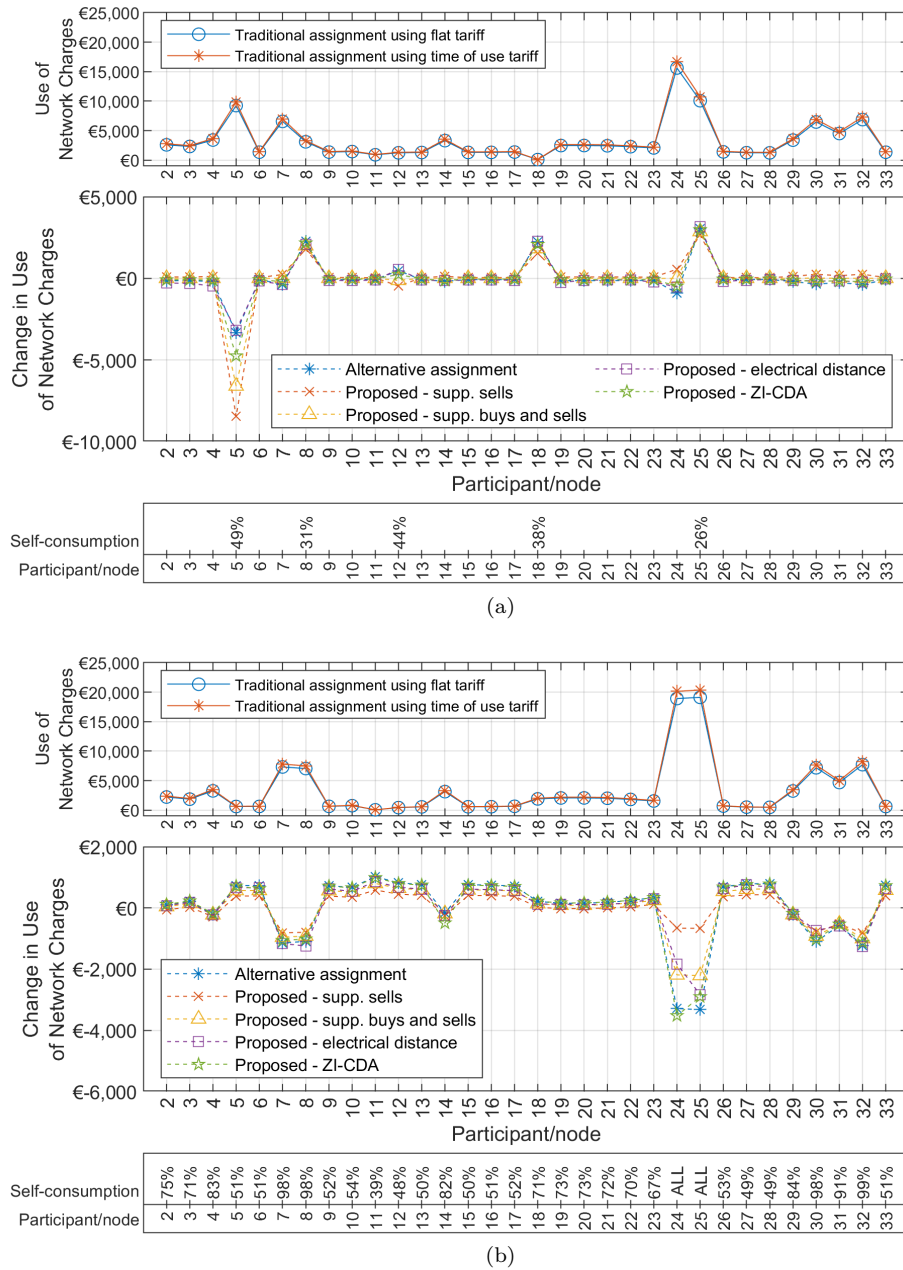 €25,000
€20,000
€15,000
€10,000
€5,000
€0
Use of
Network Charges
Traditional assignment using flat tariff
Traditional assignment using time of use tariff
2 3 4 5 6 7 8 9 10 11 12 13 14 15 16 17 18 19 20 21 22 23 24 25 26 27 28 29 30 31 32 33
€5,000
€0
€-5,000
€-10,000
Change in Use
of Network Charges
Alternative assignment
Proposed - supp. sells
Proposed - supp. buys and sells
Proposed - electrical distance
Proposed - ZI-CDA
2 3 4 5 6 7 8 9 10 11 12 13 14 15 16 17 18 19 20 21 22 23 24 25 26 27 28 29 30 31 32 33
Participant/node
Self-consumption 49% 31% 44% 38% 26%
Participant/node 2 3 4 5 6 7 8 9 10 11 12 13 14 15 16 17 18 19 20 21 22 23 24 25 26 27 28 29 30 31 32 33
(a)
€25,000
€20,000
€15,000
€10,000
€5,000
€0
Use of
Network Charges
Traditional assignment using flat tariff
Traditional assignment using time of use tariff
2 3 4 5 6 7 8 9 10 11 12 13 14 15 16 17 18 19 20 21 22 23 24 25 26 27 28 29 30 31 32 33
€2,000
€0
€-2,000
€-4,000
€-6,000
Change in Use
of Network Charges
Alternative assignment
Proposed - supp. sells
Proposed - supp. buys and sells
Proposed - electrical distance
Proposed - ZI-CDA
2 3 4 5 6 7 8 9 10 11 12 13 14 15 16 17 18 19 20 21 22 23 24 25 26 27 28 29 30 31 32 33
Participant/node
Self-consumption 75% 71% 83% 51% 51% 98% 98% 52% 54% 39% 48% 50% 82% 50% 51% 52% 71% 73% 73% 72% 70% 67% ALL ALL 53% 49% 49% 84% 98% 91% 99% 51%
Participant/node 2 3 4 5 6 7 8 9 10 11 12 13 14 15 16 17 18 19 20 21 22 23 24 25 26 27 28 29 30 31 32 33
(b)